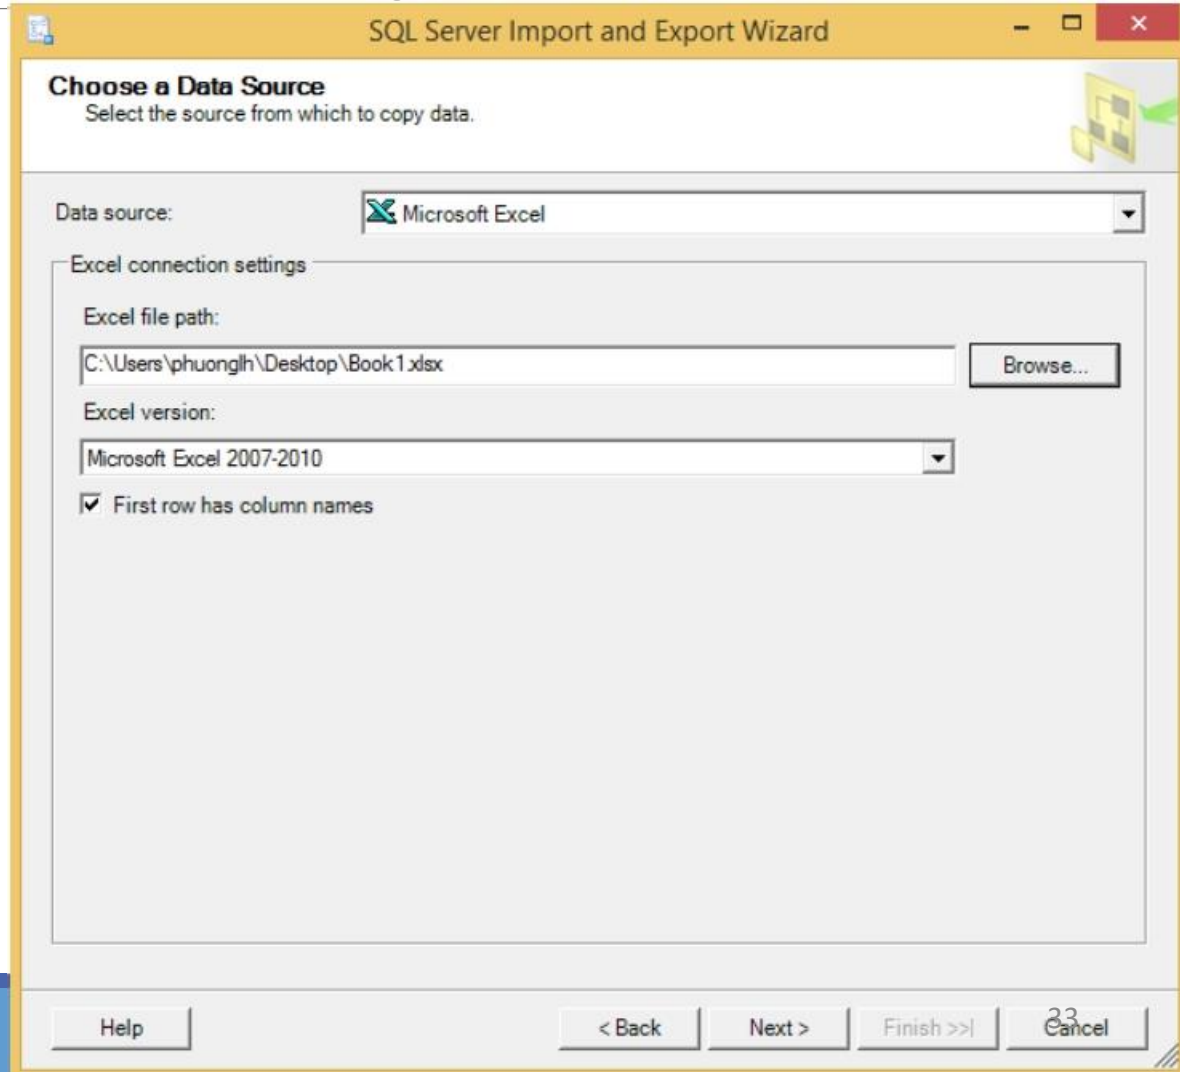 SQL Server Import and Export Wizard
Choose a Data Source
Select the source from which to copy data.
Data source:
Microsoft Excel
Excel connection settings
Excel file path:
C:\Users\phuonglh\Desktop\Book1.xlsx
Browse...
Excel version:
Microsoft Excel 2007-2010
First row has column names
Help
< Back
Next >
Finish >>|
Cancel
33